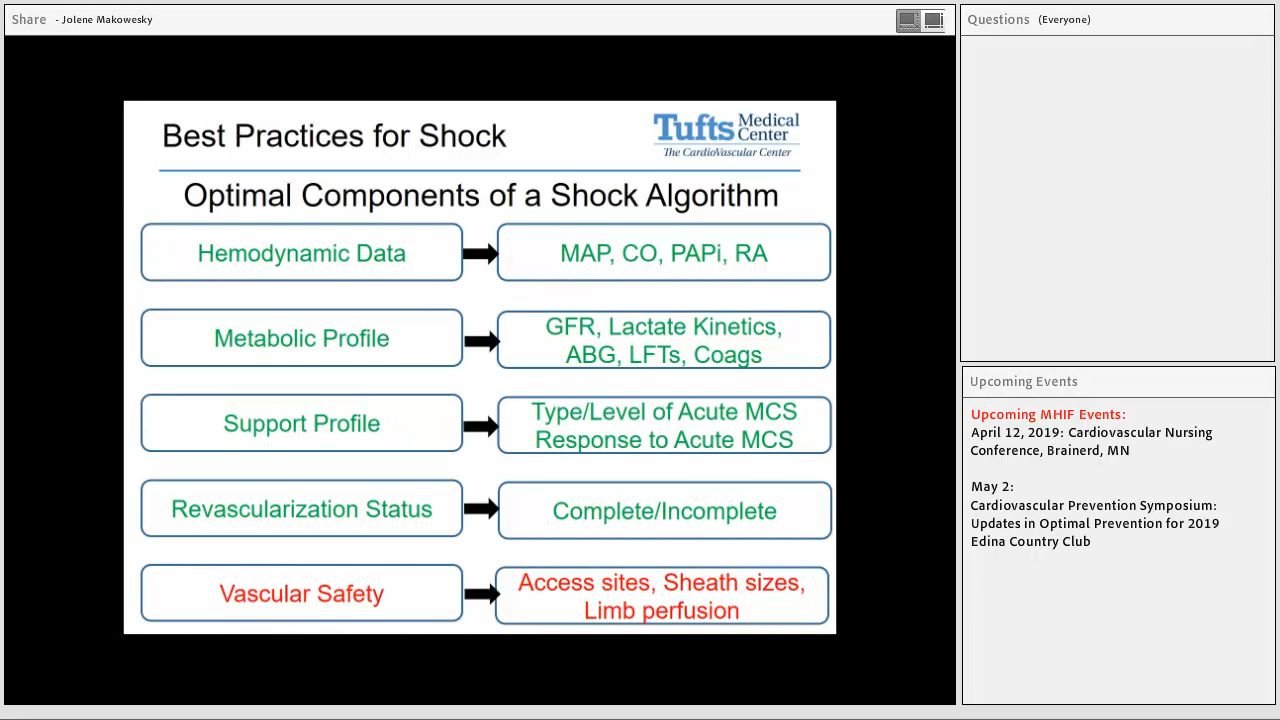 Share - Jolene Makowesky
Best Practices for Shock
Tufts Medical Center
The CardioVascular Center
Optimal Components of a Shock Algorithm
Hemodynamic Data
MAP, CO, PAPi, RA
Metabolic Profile
GFR, Lactate Kinetics,
ABG, LFTs, Coags
Support Profile
Type/Level of Acute MCS
Response to Acute MCS
Revascularization Status
Complete/Incomplete
Vascular Safety
Access sites, Sheath sizes,
Limb perfusion
Questions (Everyone)
Upcoming Events
Upcoming MHIF Events:
April 12, 2019: Cardiovascular Nursing
Conference, Brainerd, MN
May 2:
Cardiovascular Prevention Symposium:
Updates in Optimal Prevention for 2019
Edina Country Club